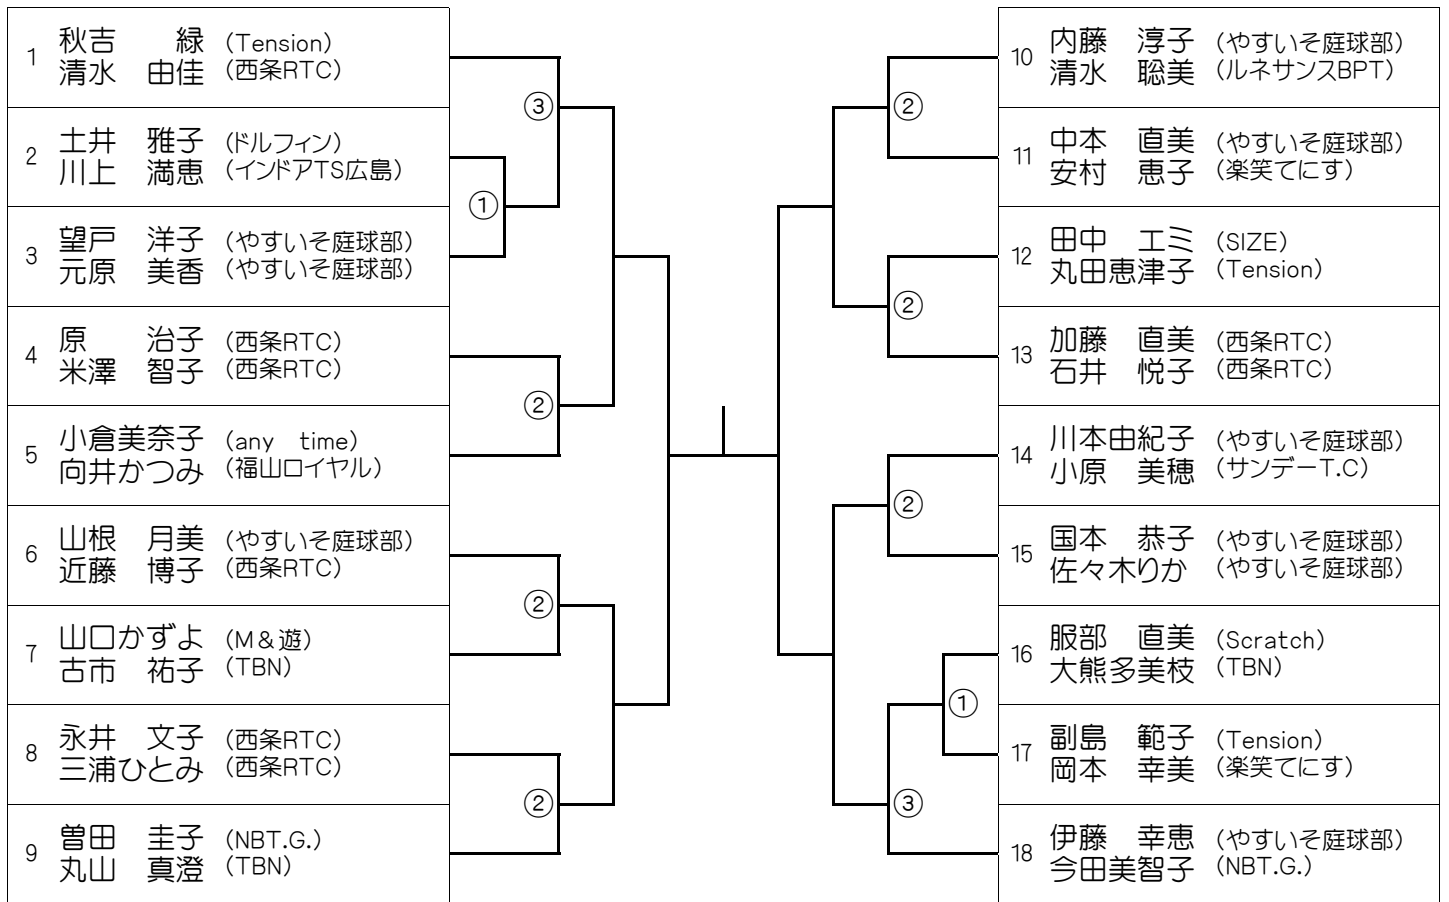 1 秋吉　　緑 (Tension)
清水　由佳 (西条RTC)
2 土井　雅子 (ドルフィン)
川上　満恵 (インドアTS広島)
3 望戸　洋子 (やすいそ庭球部)
元原　美香 (やすいそ庭球部)
4 原　　治子 (西条RTC)
米澤　智子 (西条RTC)
5 小倉美奈子 (any　time)
向井かつみ (福山ロイヤル)
6 山根　月美 (やすいそ庭球部)
近藤　博子 (西条RTC)
7 山口かずよ (M＆遊)
古市　祐子 (TBN)
8 永井　文子 (西条RTC)
三浦ひとみ (西条RTC)
9 曽田　圭子 (NBT.G.)
丸山　真澄 (TBN)
③
①
②
②
②
②
②
②
①
③
10 内藤　淳子 (やすいそ庭球部)
清水　聡美 (ルネサンスBPT)
11 中本　直美 (やすいそ庭球部)
安村　恵子 (楽笑てにす)
12 田中　エミ (SIZE)
丸田恵津子 (Tension)
13 加藤　直美 (西条RTC)
石井　悦子 (西条RTC)
14 川本由紀子 (やすいそ庭球部)
小原　美穂 (サンデーT.C)
15 国本　恭子 (やすいそ庭球部)
佐々木りか (やすいそ庭球部)
16 服部　直美 (Scratch)
大熊多美枝 (TBN)
17 副島　範子 (Tension)
岡本　幸美 (楽笑てにす)
18 伊藤　幸恵 (やすいそ庭球部)
今田美智子 (NBT.G.)